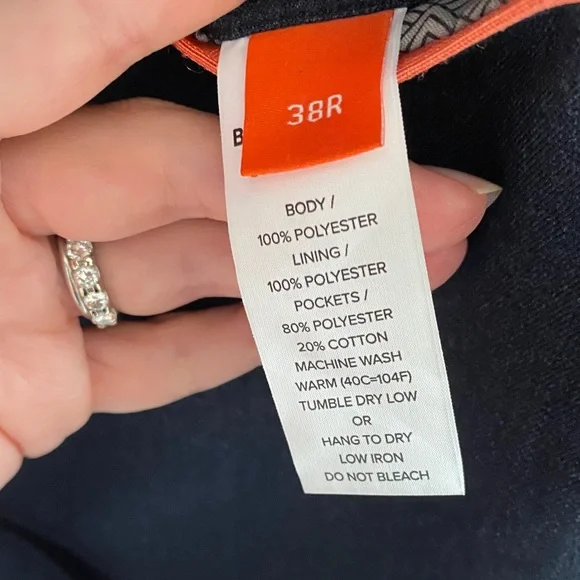 38R
B
BODY /
100% POLYESTER
LINING /
100% POLYESTER
POCKETS /
80% POLYESTER
20% COTTON
MACHINE WASH
WARM (40C=104F)
TUMBLE DRY LOW
OR
HANG TO DRY
LOW IRON
DO NOT BLEACH